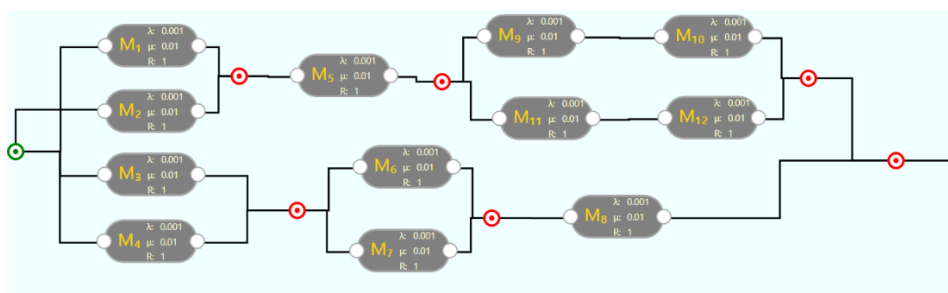 M₁ λ: 0.001
μ: 0.01
R: 1
M₂ λ: 0.001
μ: 0.01
R: 1
M₃ λ: 0.001
μ: 0.01
R: 1
M₄ λ: 0.001
μ: 0.01
R: 1
M₅ λ: 0.001
μ: 0.01
R: 1
M₆ λ: 0.001
μ: 0.01
R: 1
M₇ λ: 0.001
μ: 0.01
R: 1
M₈ λ: 0.001
μ: 0.01
R: 1
M₉ λ: 0.001
μ: 0.01
R: 1
M₁₀ λ: 0.001
μ: 0.01
R: 1
M₁₁ λ: 0.001
μ: 0.01
R: 1
M₁₂ λ: 0.001
μ: 0.01
R: 1